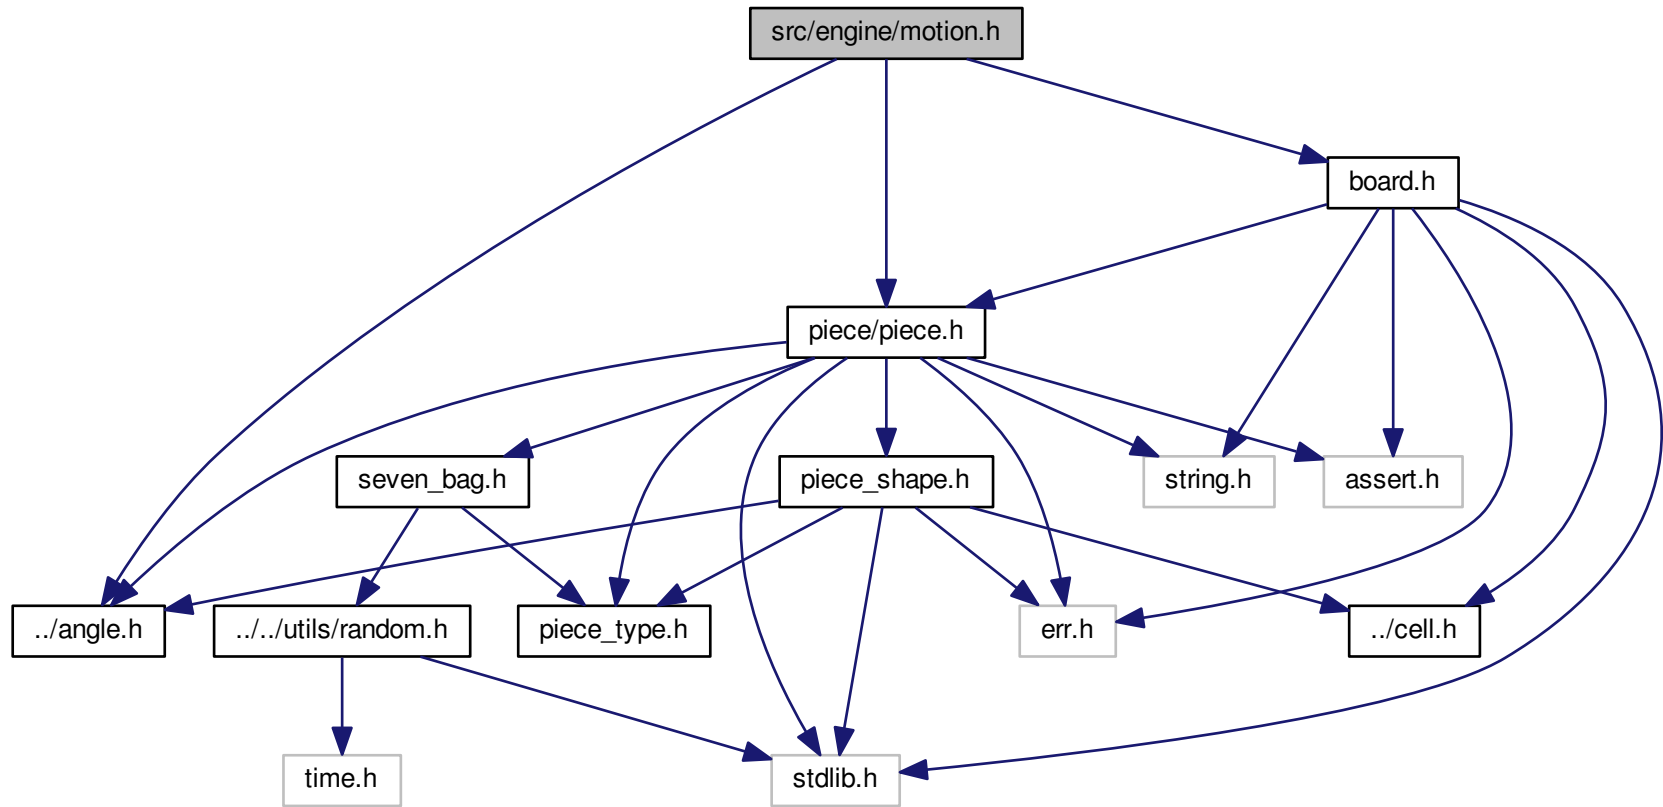 src/engine/motion.h
board.h
piece/piece.h
seven_bag.h
piece_shape.h
string.h
assert.h
../angle.h
../../utils/random.h
piece_type.h
err.h
../cell.h
time.h
stdlib.h